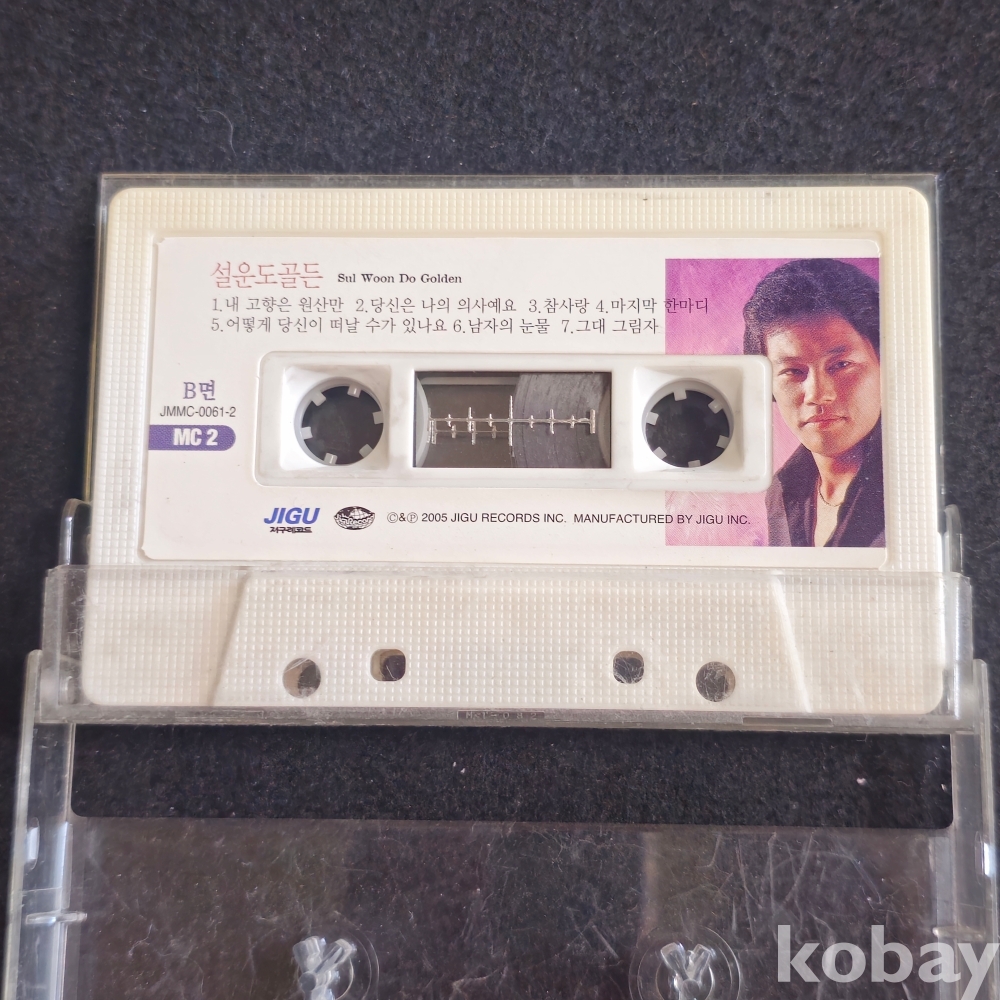 설운도골든 Sul Woon Do Golden
1.내 고향은 원산만 2.당신은 나의 의사예요 3.참사랑 4.마지막 한마디
5.어떻게 당신이 떠날 수가 있나요 6.남자의 눈물 7.그대 그림자
B면
JMMC-0061-2
MC 2
JIGU
지구레코드
©&℗ 2005 JIGU RECORDS INC. MANUFACTURED BY JIGU INC.
kobay